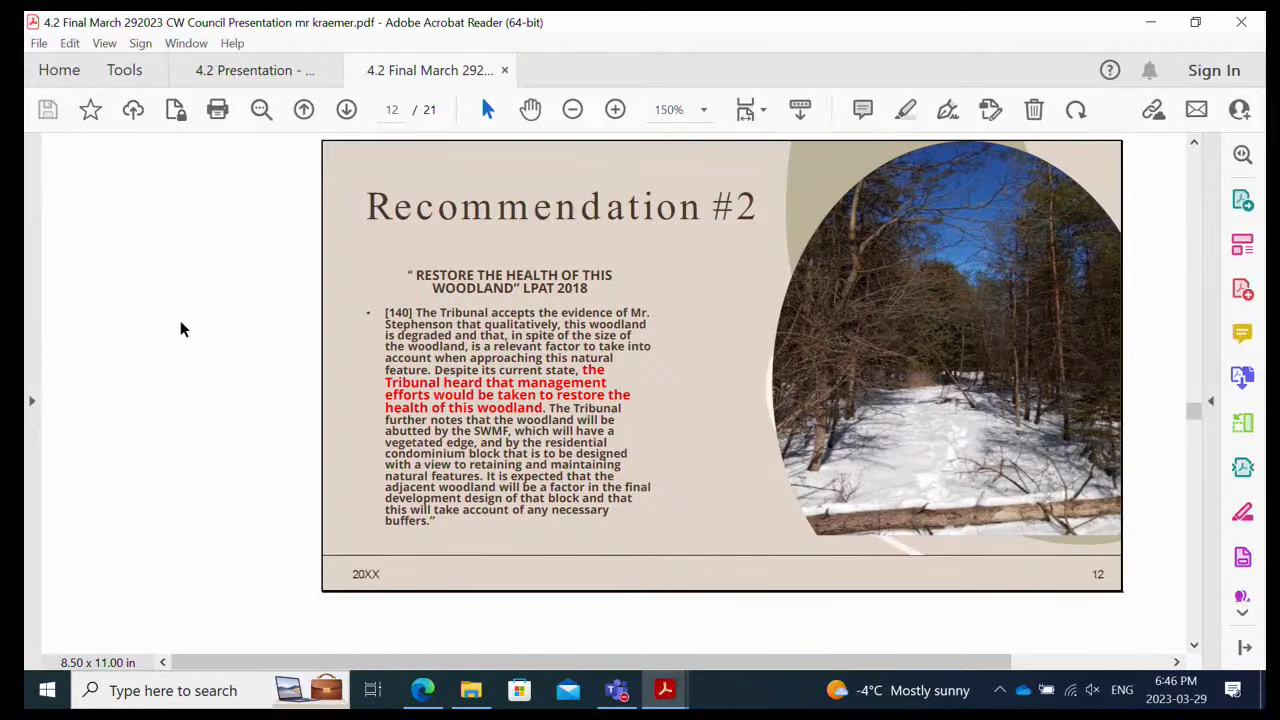 4.2 Final March 292023 CW Council Presentation mr kraemer.pdf - Adobe Acrobat Reader (64-bit)
File Edit View Sign Window Help
Home Tools 4.2 Presentation - ... 4.2 Final March 292... × Sign In
12 / 21 150%
Recommendation #2
“ RESTORE THE HEALTH OF THIS
WOODLAND” LPAT 2018
• [140] The Tribunal accepts the evidence of Mr.
Stephenson that qualitatively, this woodland
is degraded and that, in spite of the size of
the woodland, is a relevant factor to take into
account when approaching this natural
feature. Despite its current state, the
Tribunal heard that management
efforts would be taken to restore the
health of this woodland. The Tribunal
further notes that the woodland will be
abutted by the SWMF, which will have a
vegetated edge, and by the residential
condominium block that is to be designed
with a view to retaining and maintaining
natural features. It is expected that the
adjacent woodland will be a factor in the final
development design of that block and that
this will take account of any necessary
buffers.”
20XX 12
8.50 x 11.00 in
Type here to search -4°C Mostly sunny ENG 6:46 PM
2023-03-29